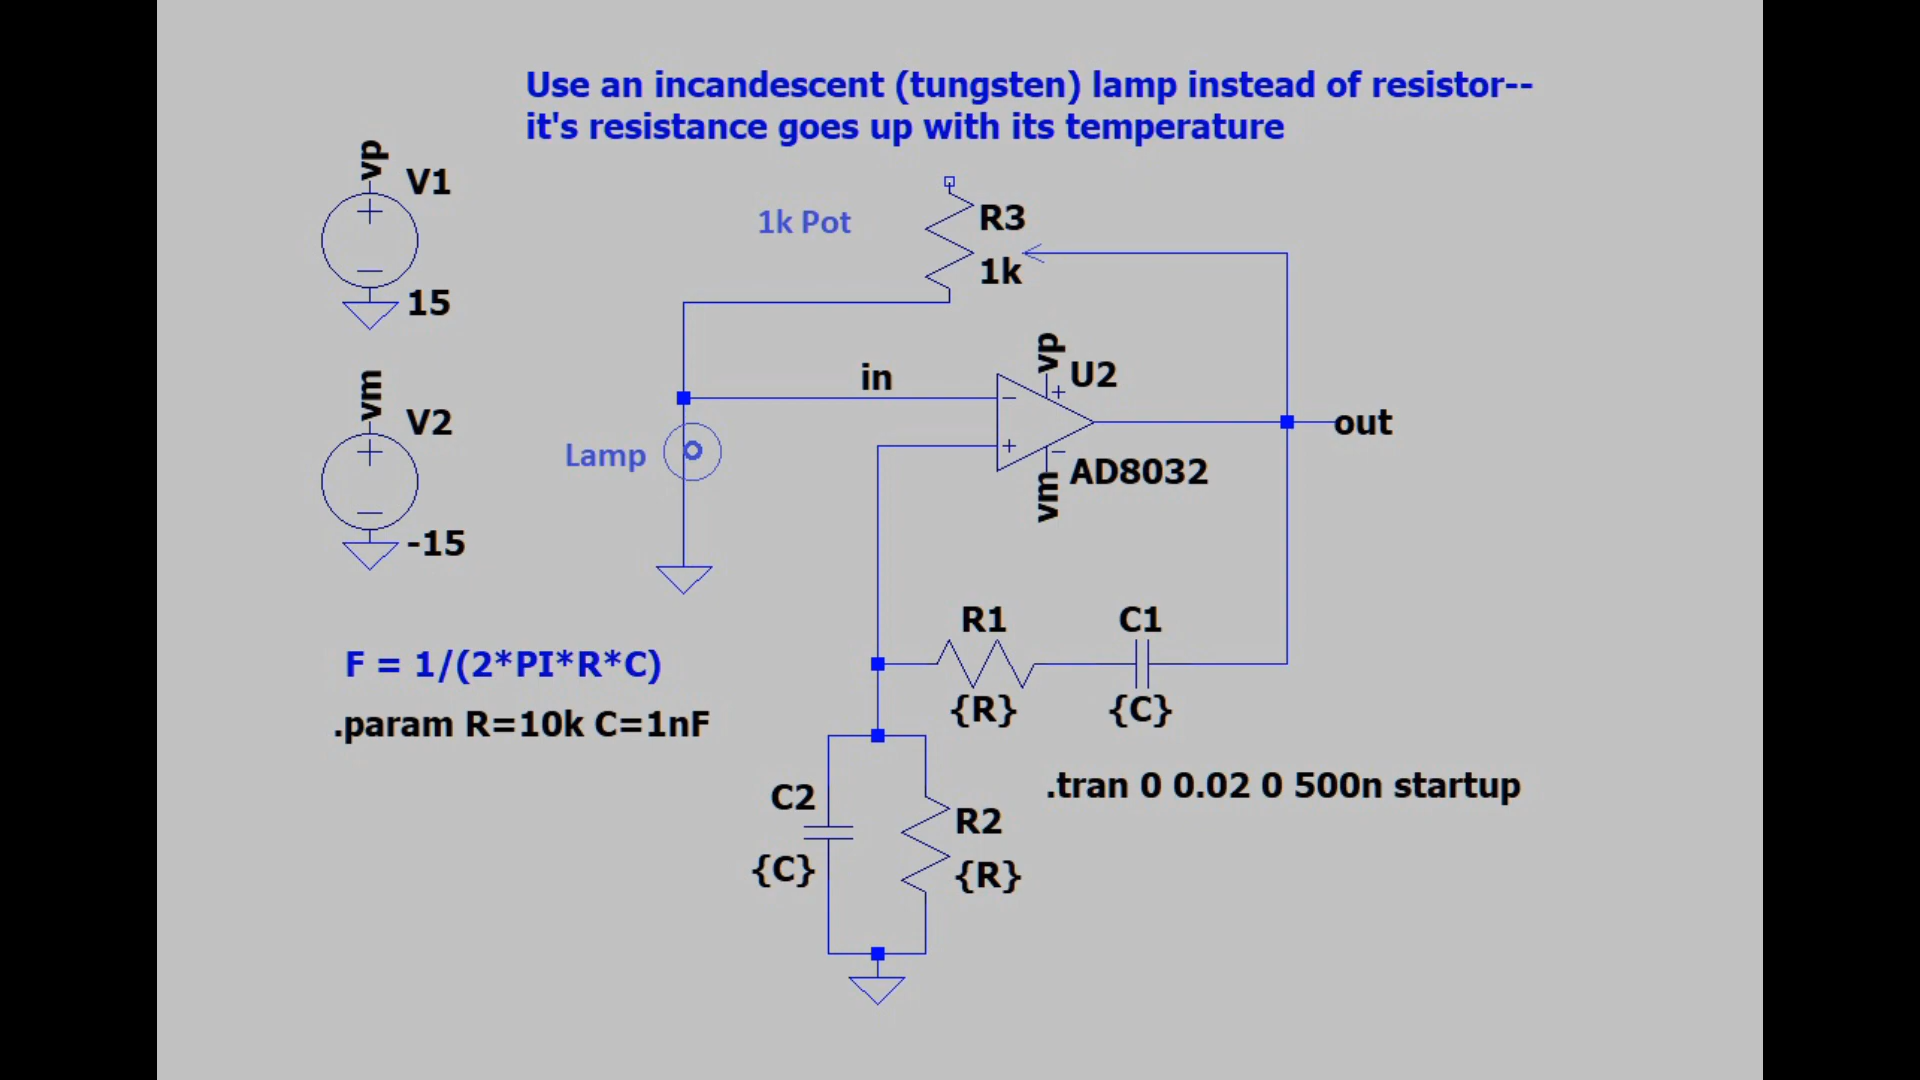 Use an incandescent (tungsten) lamp instead of resistor--
it's resistance goes up with its temperature
vp
V1
15
vm
V2
-15
1k Pot
R3
1k
in
vp
U2
AD8032
vm
out
Lamp
F = 1/(2*PI*R*C)
.param R=10k C=1nF
R1
{R}
C1
{C}
C2
{C}
R2
{R}
.tran 0 0.02 0 500n startup